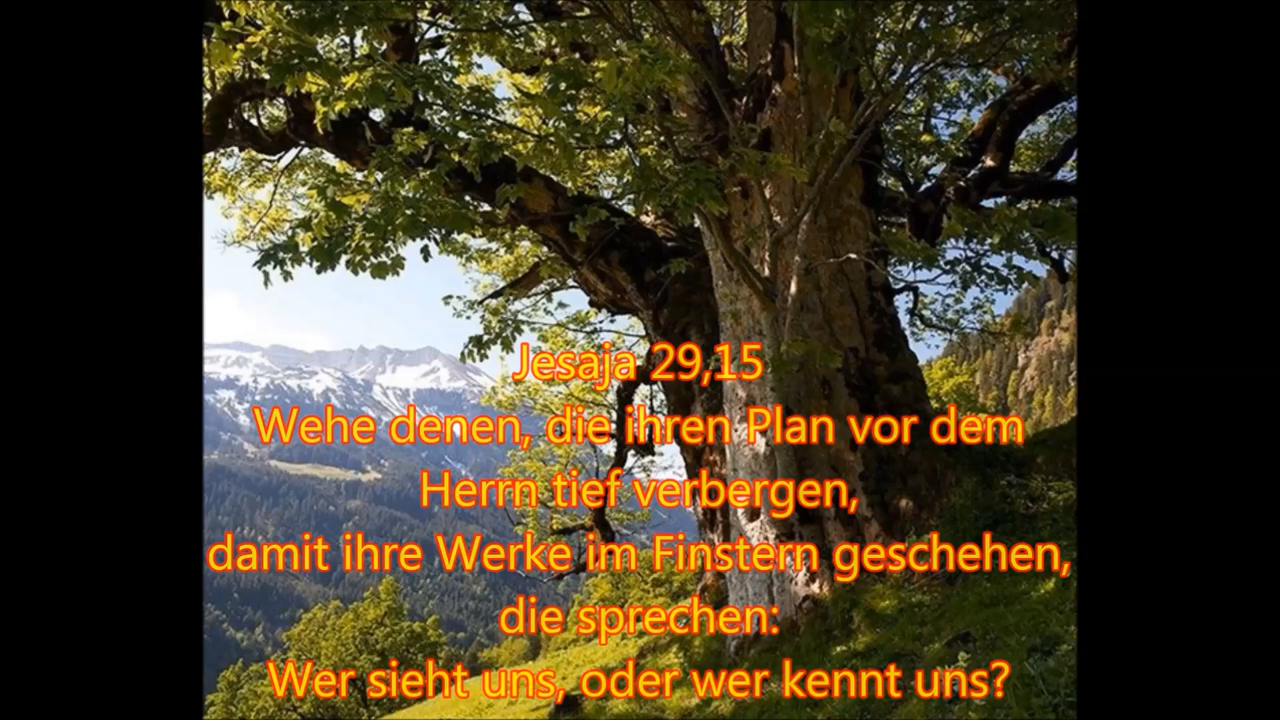 Jesaja 29,15
Wehe denen, die ihren Plan vor dem
Herrn tief verbergen,
damit ihre Werke im Finstern geschehen,
die sprechen:
Wer sieht uns, oder wer kennt uns?